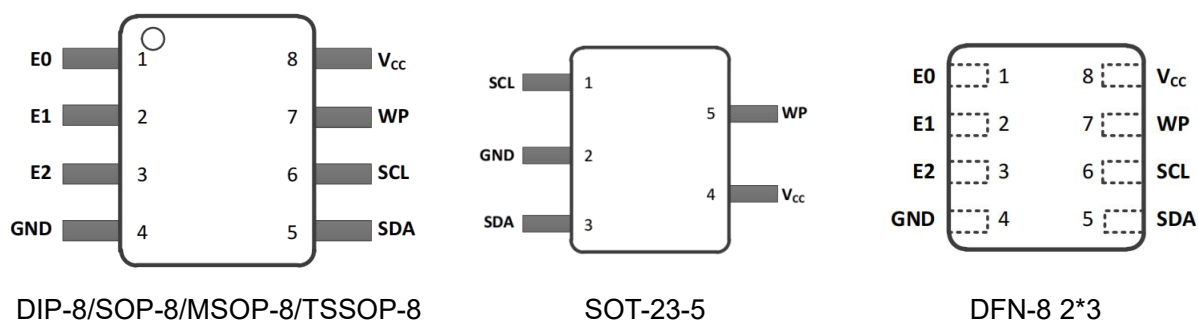 E0 1 8 VCC
E1 2 7 WP
E2 3 6 SCL
GND 4 5 SDA
DIP-8/SOP-8/MSOP-8/TSSOP-8
SCL 1
5 WP
GND 2
4 VCC
SDA 3
SOT-23-5
E0 1 8 VCC
E1 2 7 WP
E2 3 6 SCL
GND 4 5 SDA
DFN-8 2*3